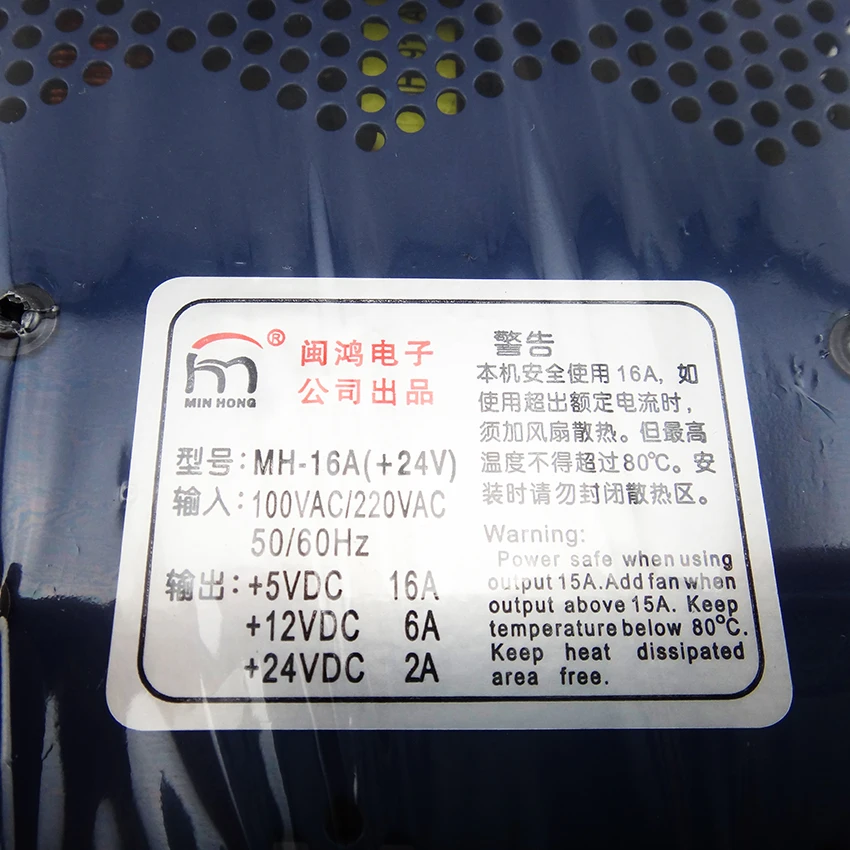 ®
MIN HONG
闽鸿电子
公司出品
型号:MH-16A(+24V)
输入:100VAC/220VAC
50/60Hz
输出:+5VDC 16A
+12VDC 6A
+24VDC 2A
警告
本机安全使用16A,如
使用超出额定电流时,
须加风扇散热。但最高
温度不得超过80℃。安
装时请勿封闭散热区。
Warning:
Power safe when using
output 15A.Add fan when
output above 15A. Keep
temperature below 80℃.
Keep heat dissipated
area free.